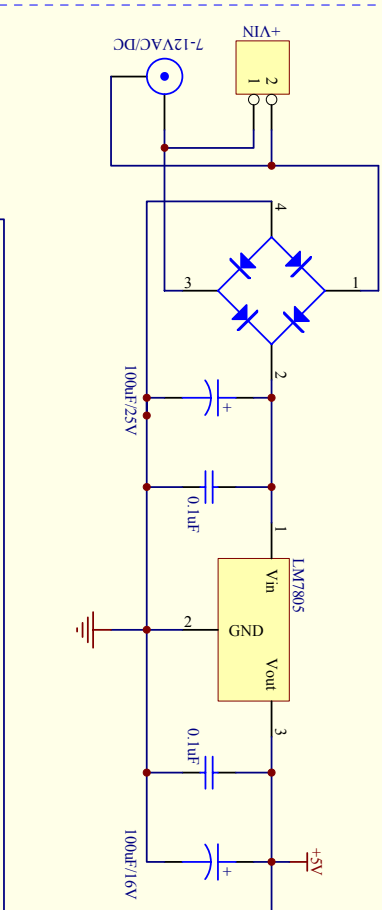 7-12VAC/DC
+VIN
1
2
4
3
1
2
100uF/25V
+
0.1uF
1
LM7805
Vin
2
GND
Vout
3
0.1uF
+5V
100uF/16V
+